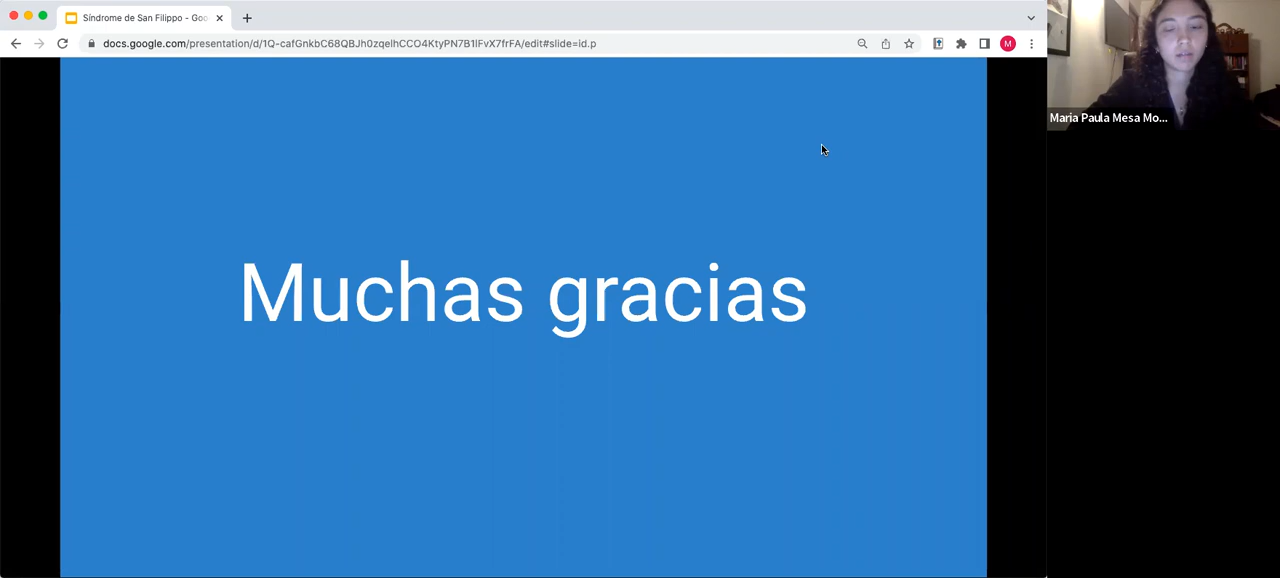 Síndrome de San Filippo - Goo
docs.google.com/presentation/d/1Q-cafGnkbC68QBJh0zqelhCCO4KtyPN7B1lFvX7frFA/edit#slide=id.p
M
Maria Paula Mesa Mo...
Muchas gracias